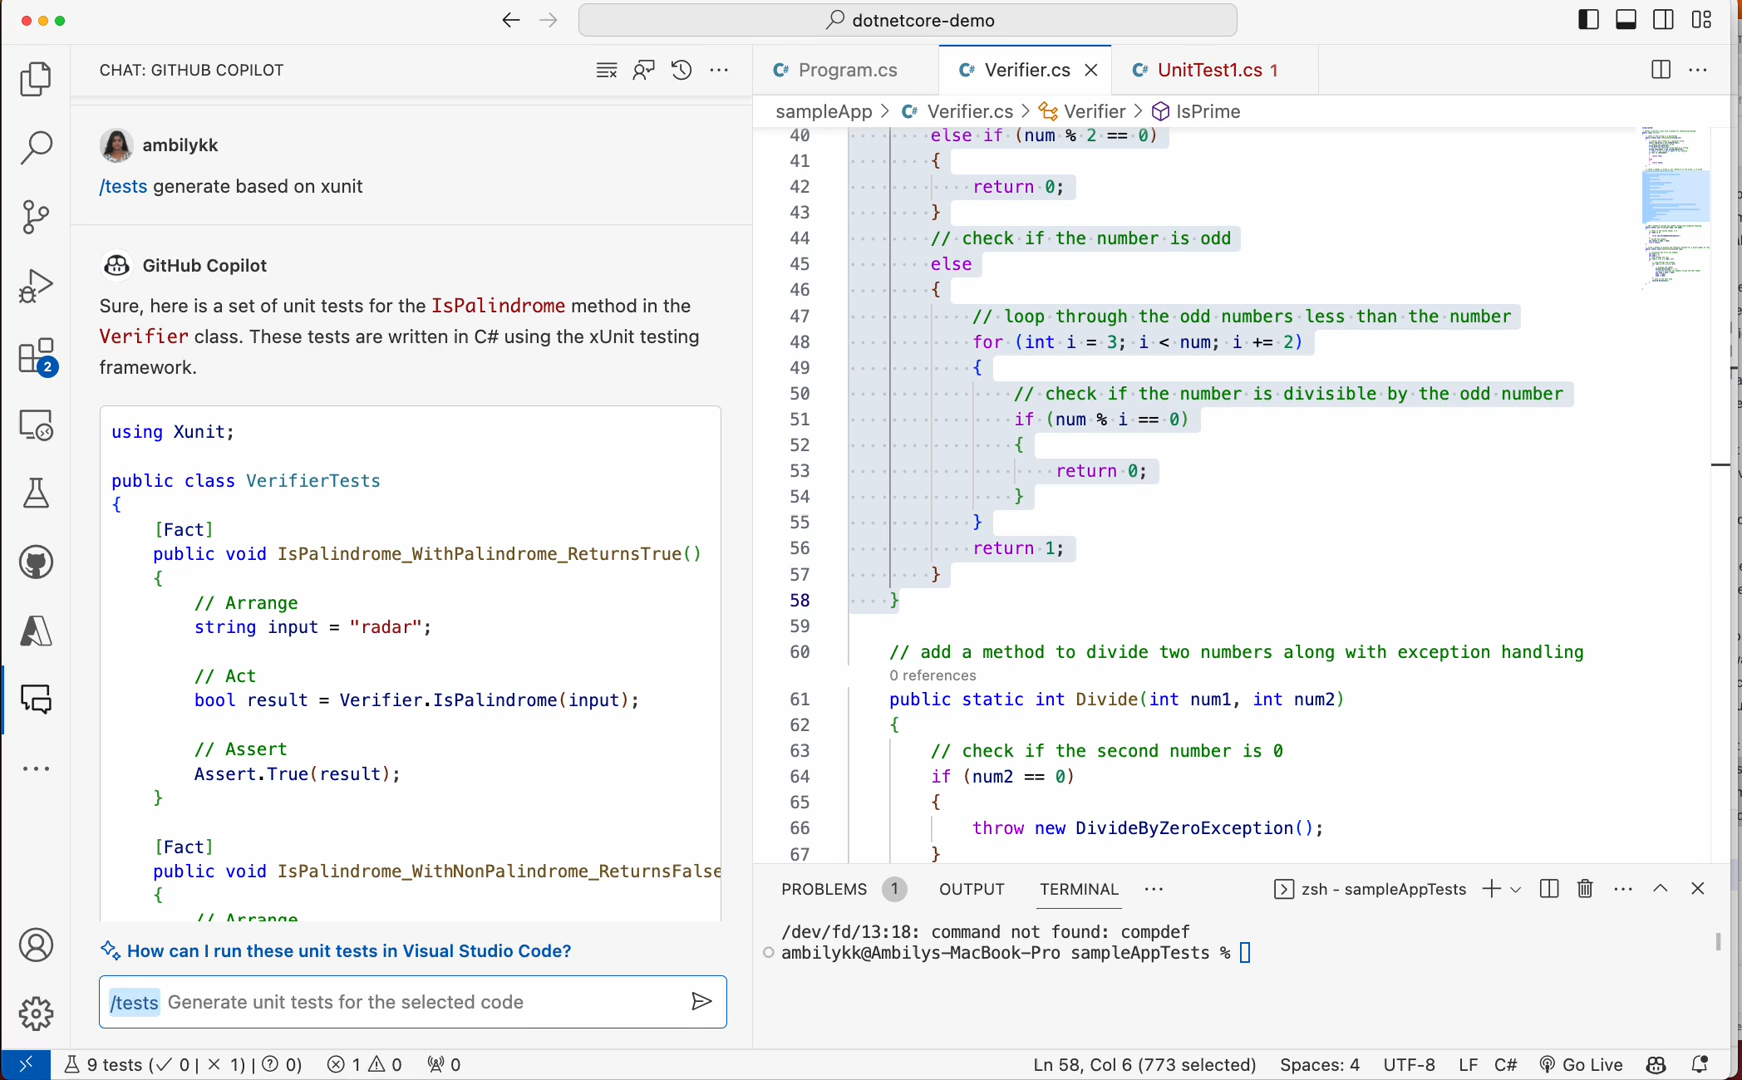 dotnetcore-demo
CHAT: GITHUB COPILOT
ambilykk
/tests generate based on xunit
GitHub Copilot
Sure, here is a set of unit tests for the IsPalindrome method in the
Verifier class. These tests are written in C# using the xUnit testing
framework.
using Xunit;
public class VerifierTests
{
[Fact]
public void IsPalindrome_WithPalindrome_ReturnsTrue()
{
// Arrange
string input = "radar";
// Act
bool result = Verifier.IsPalindrome(input);
// Assert
Assert.True(result);
}
[Fact]
public void IsPalindrome_WithNonPalindrome_ReturnsFalse
{
// Arrange
How can I run these unit tests in Visual Studio Code?
/tests Generate unit tests for the selected code
2
C# Program.cs
C# Verifier.cs
C# UnitTest1.cs 1
sampleApp > C# Verifier.cs > Verifier > IsPrime
40 else if (num % 2 == 0)
41 {
42 return 0;
43 }
44 // check if the number is odd
45 else
46 {
47 // loop through the odd numbers less than the number
48 for (int i = 3; i < num; i += 2)
49 {
50 // check if the number is divisible by the odd number
51 if (num % i == 0)
52 {
53 return 0;
54 }
55 }
56 return 1;
57 }
58 }
59
60 // add a method to divide two numbers along with exception handling
0 references
61 public static int Divide(int num1, int num2)
62 {
63 // check if the second number is 0
64 if (num2 == 0)
65 {
66 throw new DivideByZeroException();
67 }
PROBLEMS 1 OUTPUT TERMINAL
zsh - sampleAppTests
/dev/fd/13:18: command not found: compdef
ambilykk@Ambilys-MacBook-Pro sampleAppTests %
9 tests (✓ 0 | × 1) | ? 0) 1 0 0
Ln 58, Col 6 (773 selected) Spaces: 4 UTF-8 LF C# Go Live